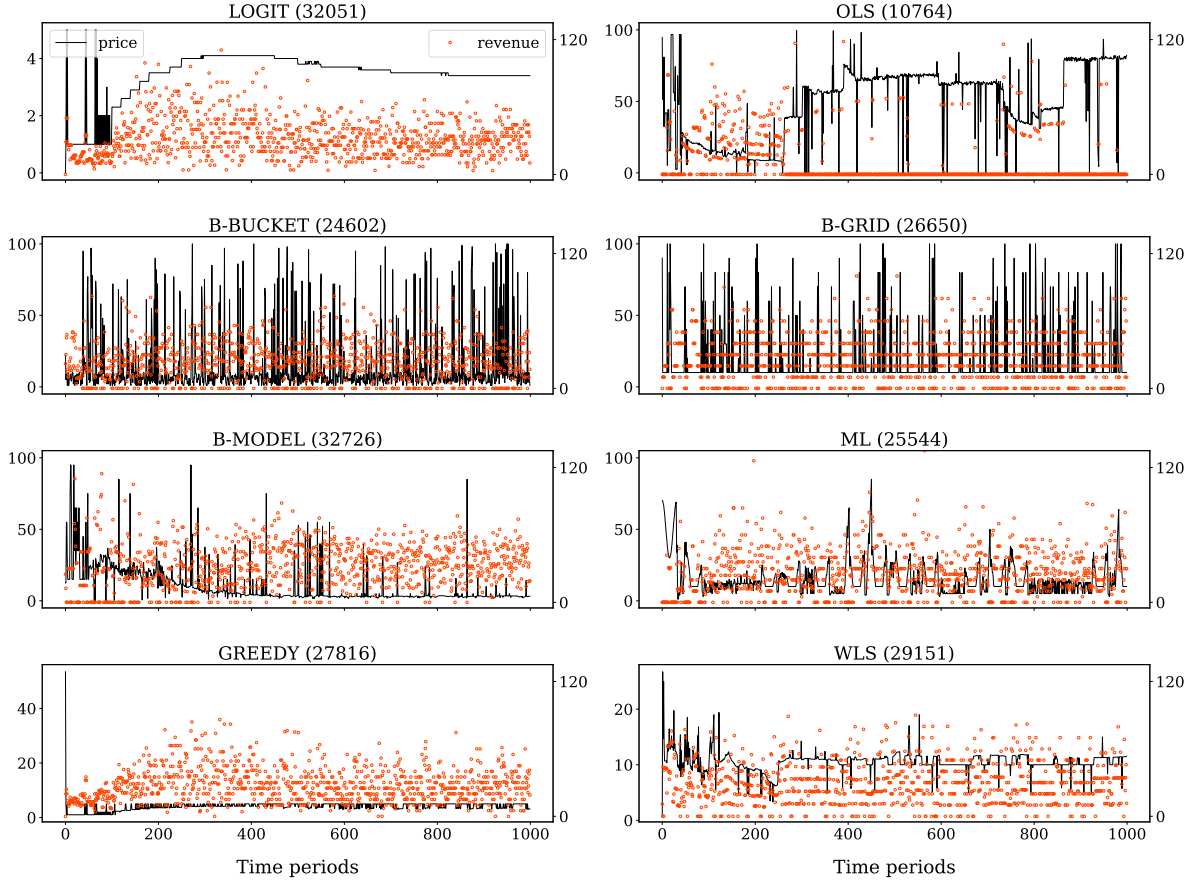 LOGIT (32051)
OLS (10764)
price
revenue
4
2
0
120
0
100
50
0
120
0
B-BUCKET (24602)
B-GRID (26650)
100
50
0
120
0
100
50
0
120
0
B-MODEL (32726)
ML (25544)
100
50
0
120
0
100
50
0
120
0
GREEDY (27816)
WLS (29151)
40
20
0
120
0
20
10
0
120
0
0 200 400 600 800 1000
0 200 400 600 800 1000
Time periods
Time periods